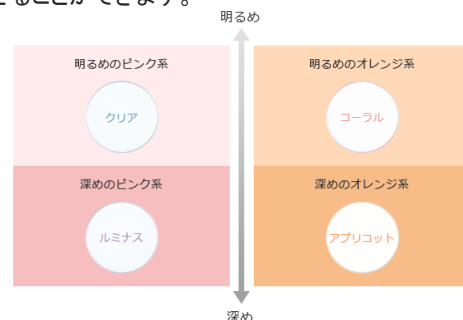 きることができます。
明るめ
明るめのピンク系
明るめのオレンジ系
クリア
コーラル
深めのピンク系
深めのオレンジ系
ルミナス
アプリコット
深め